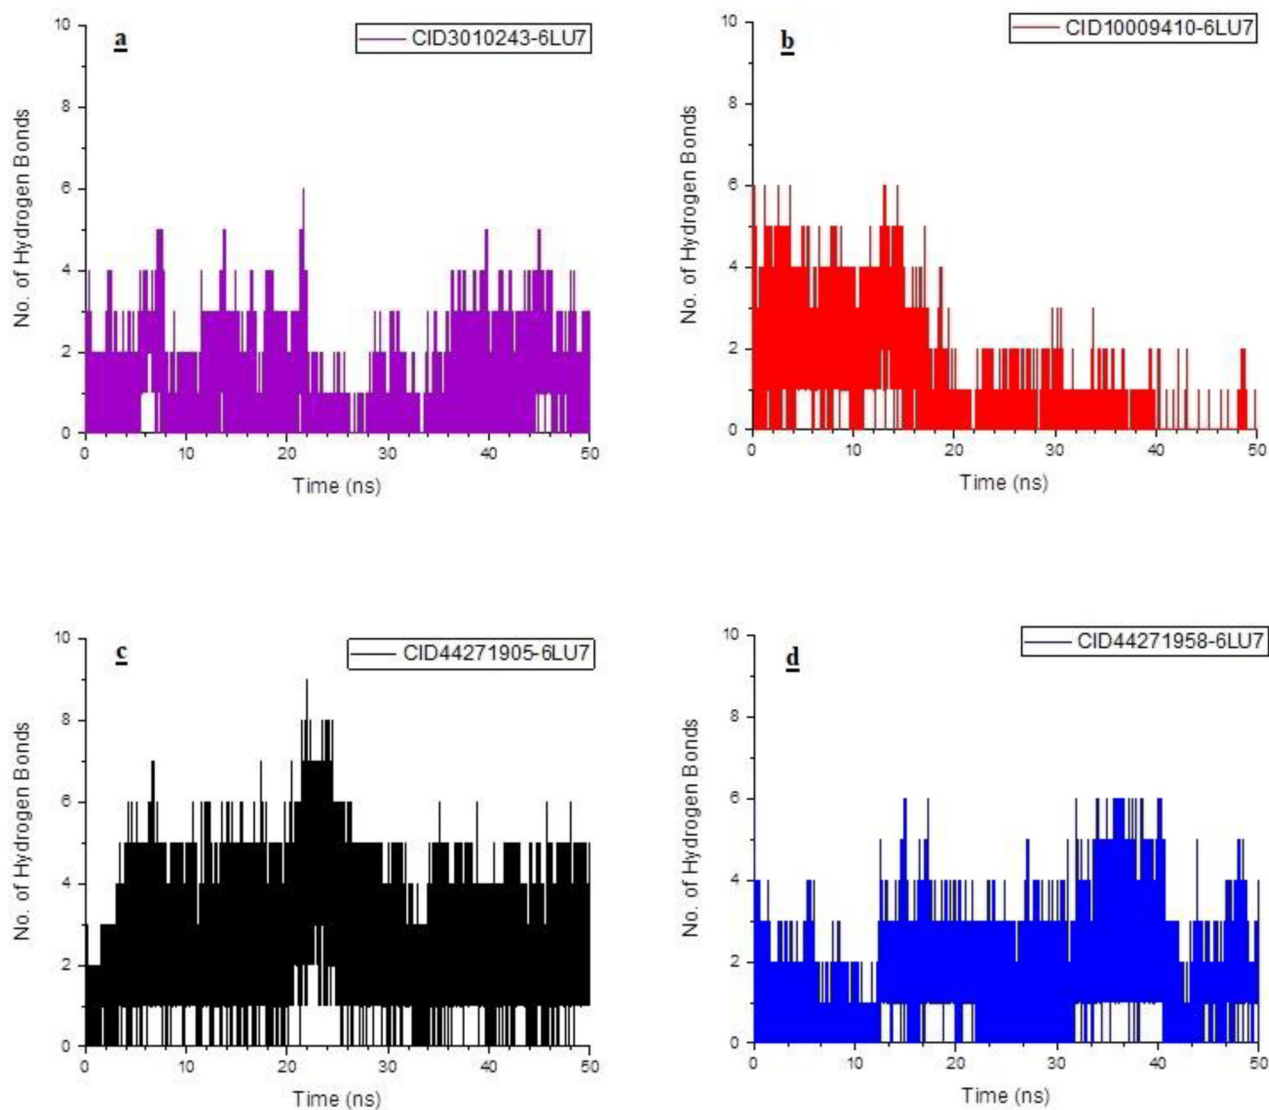 a
CID3010243-6LU7
No. of Hydrogen Bonds
10
8
6
4
2
0
0 10 20 30 40 50
Time (ns)
b
CID10009410-6LU7
No. of Hydrogen Bonds
10
8
6
4
2
0
0 10 20 30 40 50
Time (ns)
c
CID44271905-6LU7
No. of Hydrogen Bonds
10
8
6
4
2
0
0 10 20 30 40 50
Time (ns)
d
CID44271958-6LU7
No. of Hydrogen Bonds
10
8
6
4
2
0
0 10 20 30 40 50
Time (ns)